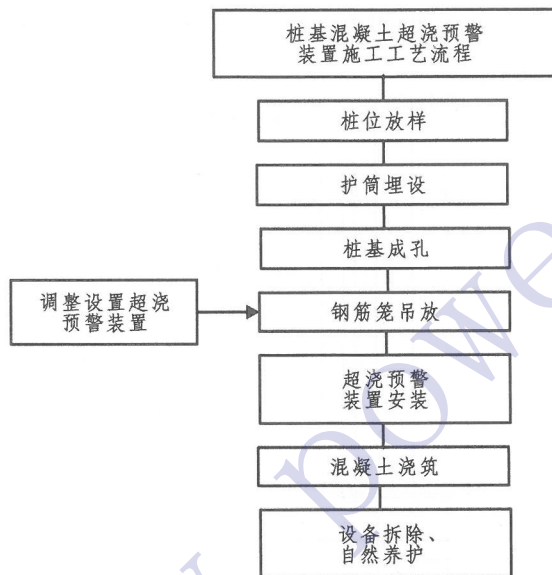 桩基混凝土超浇预警
装置施工工艺流程
桩位放样
护筒埋设
桩基成孔
调整设置超浇
预警装置
钢筋笼吊放
超浇预警
装置安装
混凝土浇筑
设备拆除、
自然养护
powe